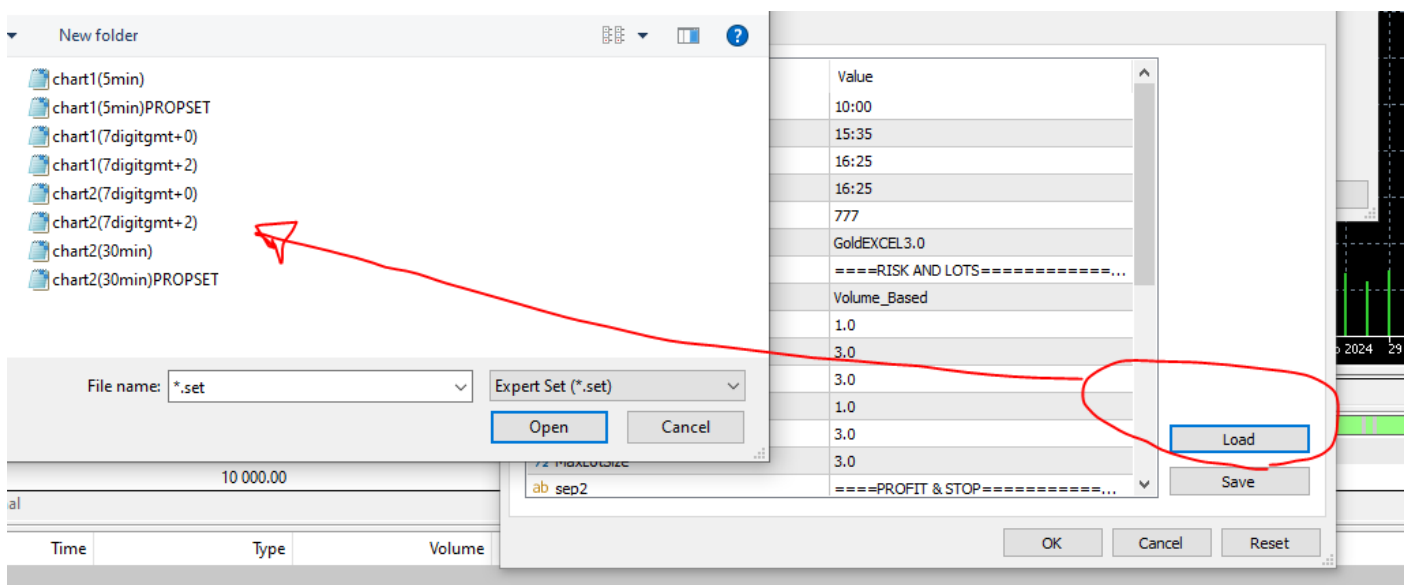 New folder
chart1(5min)
chart1(5min)PROPSET
chart1(7digitgmt+0)
chart1(7digitgmt+2)
chart2(7digitgmt+0)
chart2(7digitgmt+2)
chart2(30min)
chart2(30min)PROPSET
File name: *.set Expert Set (*.set)
Open Cancel
Value
10:00
15:35
16:25
16:25
777
GoldEXCEL3.0
====RISK AND LOTS============...
Volume_Based
1.0
3.0
3.0
1.0
3.0
MaxLotSize 3.0
ab sep2 ====PROFIT & STOP===========...
Load
Save
OK Cancel Reset
2024 29
10 000.00
al
Time Type Volume